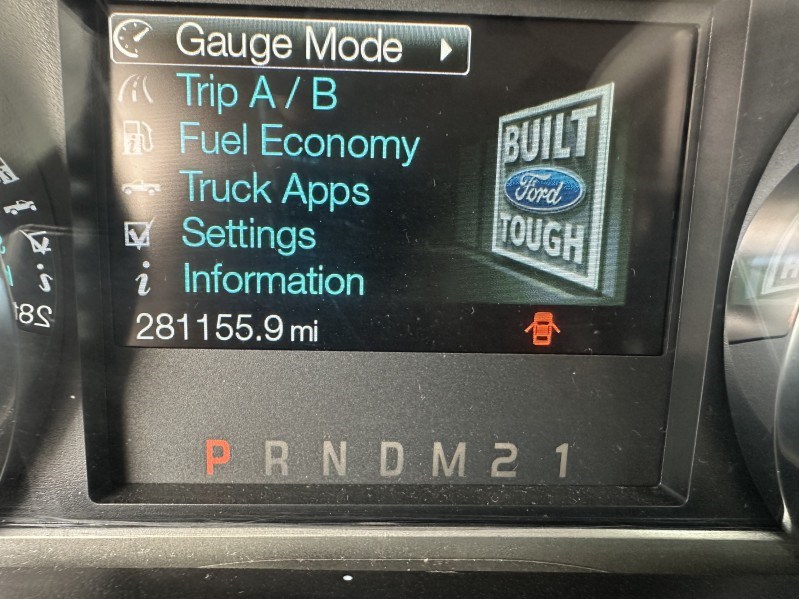 Gauge Mode
Trip A / B
Fuel Economy
Truck Apps
Settings
Information
BUILT
Ford
TOUGH
281155.9 mi
P R N D M 2 1